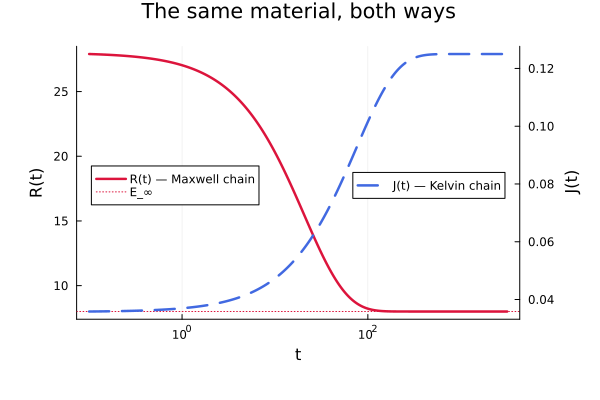 The same material, both ways
R(t)
25
20
15
10
R(t) — Maxwell chain
E_∞
J(t) — Kelvin chain
0.12
0.10
0.08
0.06
0.04
J(t)
10⁰
10²
t